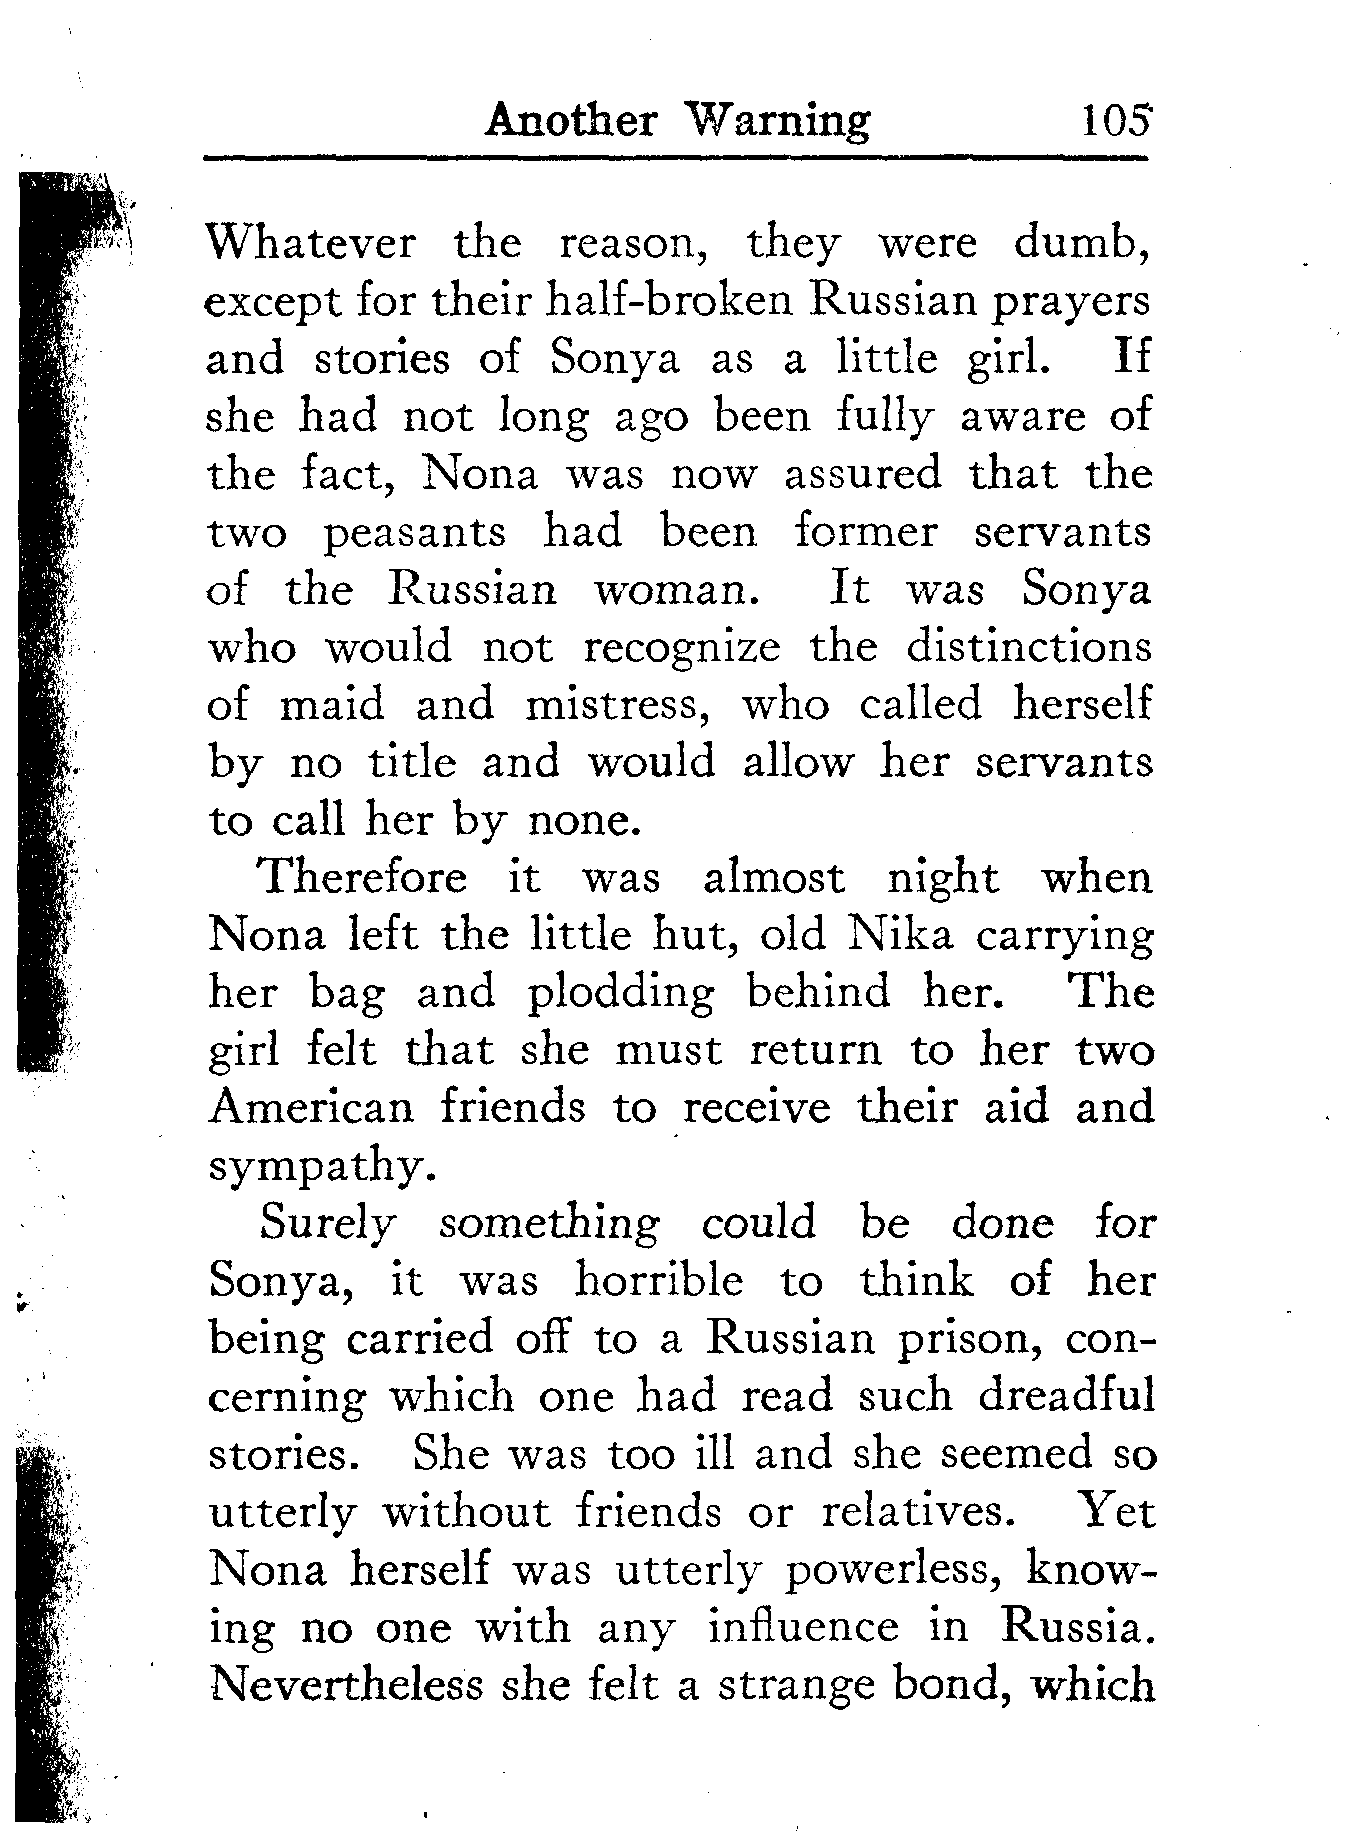 Another Warning 105
Whatever the reason, they were dumb,
except for their half-broken Russian prayers
and stories of Sonya as a little girl. If
she had not long ago been fully aware of
the fact, Nona was now assured that the
two peasants had been former servants
of the Russian woman. It was Sonya
who would not recognize the distinctions
of maid and mistress, who called herself
by no title and would allow her servants
to call her by none.
Therefore it was almost night when
Nona left the little hut, old Nika carrying
her bag and plodding behind her. The
girl felt that she must return to her two
American friends to receive their aid and
sympathy.
Surely something could be done for
Sonya, it was horrible to think of her
being carried off to a Russian prison, con-
cerning which one had read such dreadful
stories. She was too ill and she seemed so
utterly without friends or relatives. Yet
Nona herself was utterly powerless, know-
ing no one with any influence in Russia.
Nevertheless she felt a strange bond, which